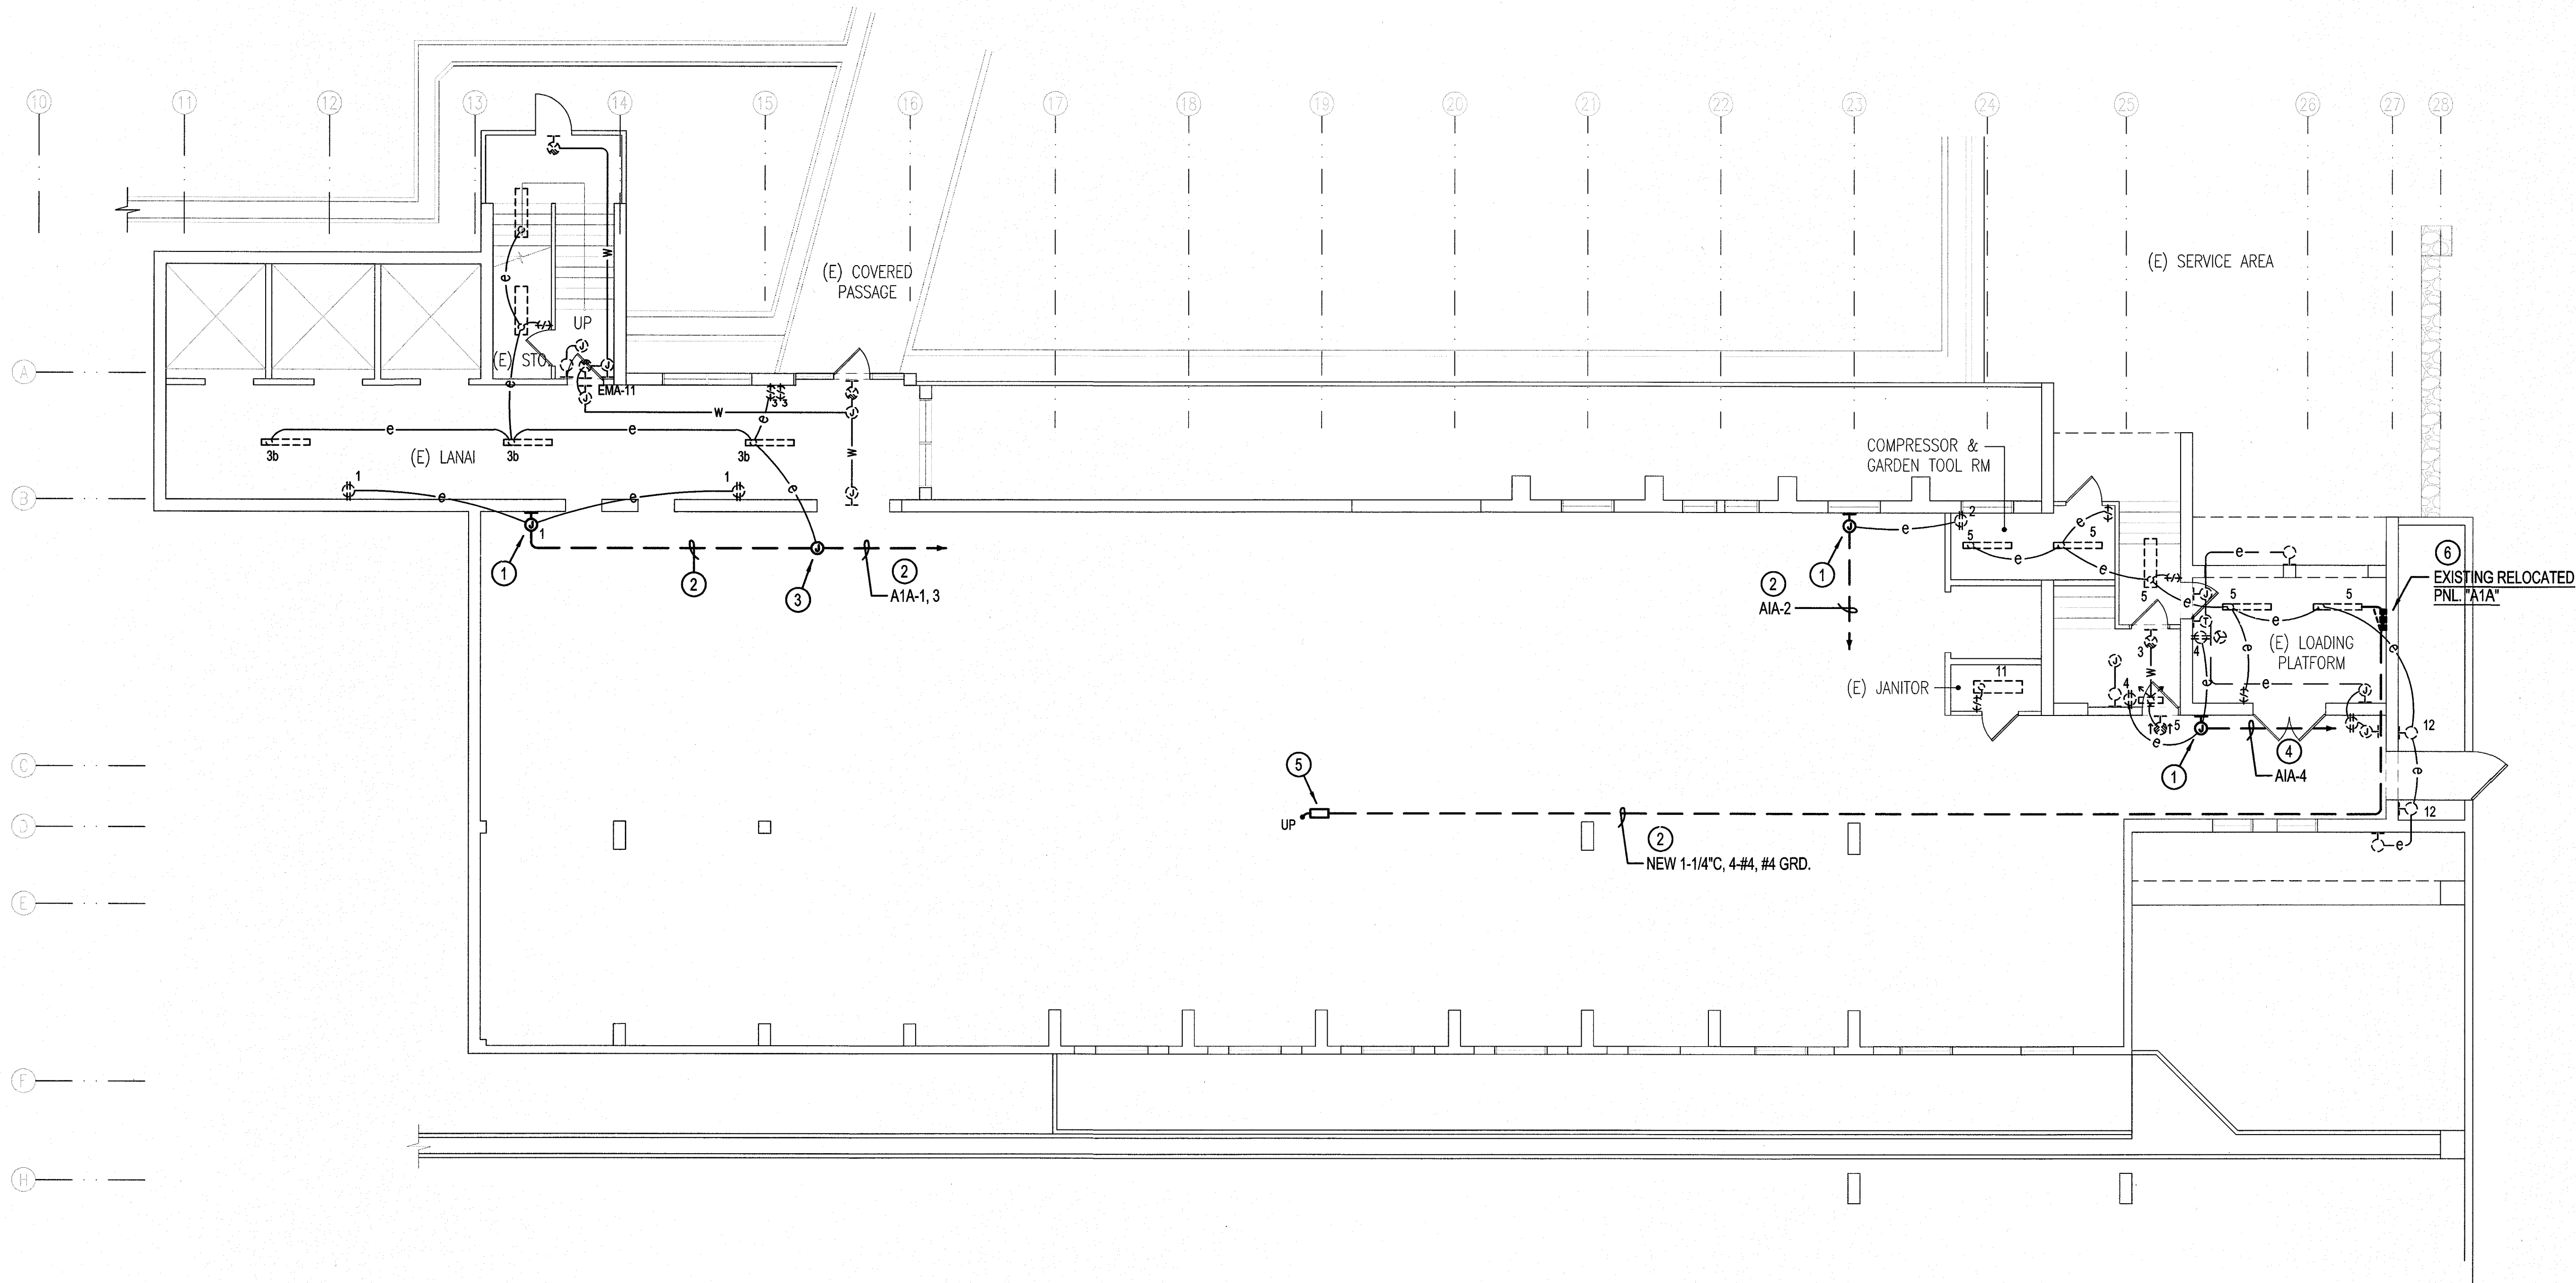 10 11 12 13 14 15 16 17 18 19 20 21 22 23 24 25 26 27 28
(E) SERVICE AREA
(E) COVERED
PASSAGE
W
e
UP
(E) STO.
e
A
EMA-11
3 3
W
e
e
e
W
COMPRESSOR &
GARDEN TOOL RM
3b
3b
3b
(E) LANAI
1
1
e
e
e
B
J
1
J
2
J
e
5
5
e
e
e
e
6
EXISTING RELOCATED
PNL. "A1A"
1
2
3
2
A1A-1, 3
1
2
AIA-2
5
5
5
e
e
J
T
3
4
e
e
(E) LOADING
PLATFORM
11
(E) JANITOR
W
4
e
e
5
J
e
12
4
AIA-4
1
e
C
5
UP
D
12
e
2
NEW 1-1/4"C, 4-#4, #4 GRD.
E
F
H